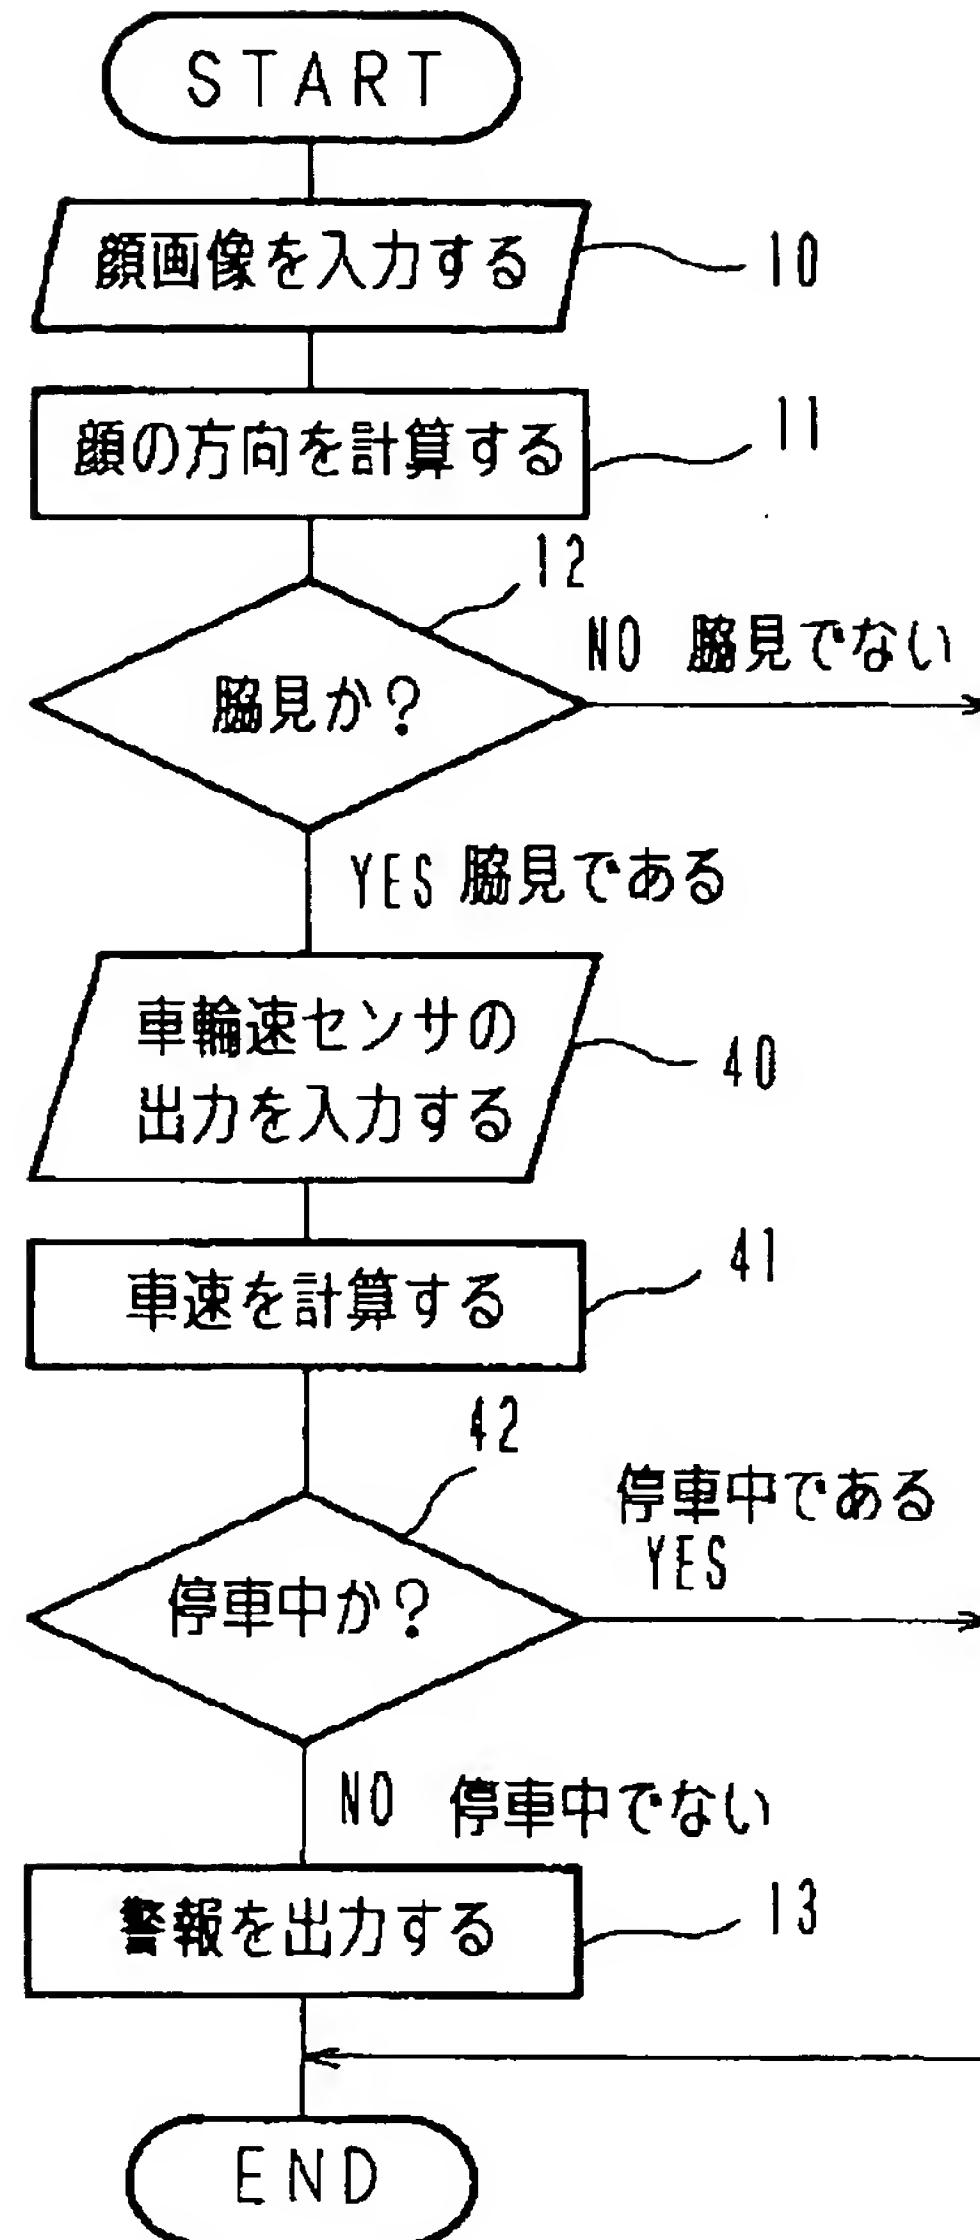 START
顔画像を入力する
10
顔の方向を計算する
11
12
脇見か?
NO 脇見でない
YES 脇見である
車輪速センサの
出力を入力する
40
車速を計算する
41
42
停車中か?
停車中である
YES
NO 停車中でない
警報を出力する
13
END